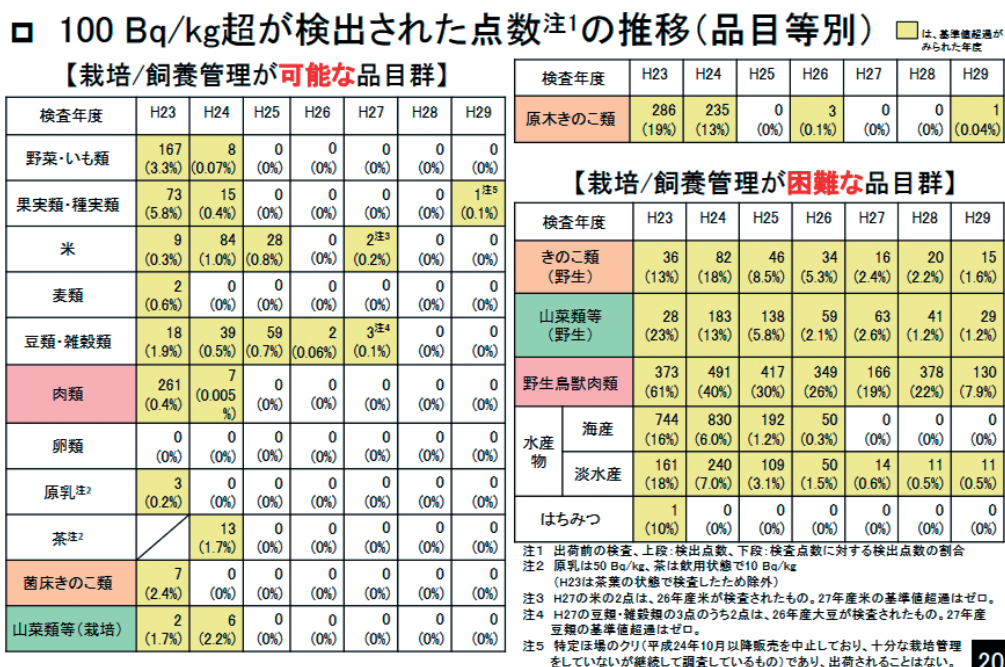 □ 100 Bq/kg超が検出された点数注1の推移(品目等別)
は、基準値超過が
みられた年度
【栽培/飼養管理が可能な品目群】
検査年度 H23 H24 H25 H26 H27 H28 H29
野菜・いも類 167 8 0 0 0 0 0
(3.3%) (0.07%) (0%) (0%) (0%) (0%) (0%)
果実類・種実類 73 15 0 0 0 0 1注5
(5.8%) (0.4%) (0%) (0%) (0%) (0%) (0.1%)
米 9 84 28 0 2注3 0 0
(0.3%) (1.0%) (0.8%) (0%) (0.2%) (0%) (0%)
麦類 2 0 0 0 0 0 0
(0.6%) (0%) (0%) (0%) (0%) (0%) (0%)
豆類・雑穀類 18 39 59 2 3注4 0 0
(1.9%) (0.5%) (0.7%) (0.06%) (0.1%) (0%) (0%)
肉類 261 7 0 0 0 0 0
(0.4%) (0.005
%) (0%) (0%) (0%) (0%) (0%)
卵類 0 0 0 0 0 0 0
(0%) (0%) (0%) (0%) (0%) (0%) (0%)
原乳注2 3 0 0 0 0 0 0
(0.2%) (0%) (0%) (0%) (0%) (0%) (0%)
茶注2 13 0 0 0 0 0
(1.7%) (0%) (0%) (0%) (0%) (0%)
菌床きのこ類 7 0 0 0 0 0 0
(2.4%) (0%) (0%) (0%) (0%) (0%) (0%)
山菜類等(栽培) 2 6 0 0 0 0 0
(1.7%) (2.2%) (0%) (0%) (0%) (0%) (0%)
検査年度 H23 H24 H25 H26 H27 H28 H29
原木きのこ類 286 235 0 3 0 0 1
(19%) (13%) (0%) (0.1%) (0%) (0%) (0.04%)
【栽培/飼養管理が困難な品目群】
検査年度 H23 H24 H25 H26 H27 H28 H29
きのこ類 36 82 46 34 16 20 15
(野生) (13%) (18%) (8.5%) (5.3%) (2.4%) (2.2%) (1.6%)
山菜類等 28 183 138 59 63 41 29
(野生) (23%) (13%) (5.8%) (2.1%) (2.6%) (1.2%) (1.2%)
野生鳥獣肉類 373 491 417 349 166 378 130
(61%) (40%) (30%) (26%) (19%) (22%) (7.9%)
水産物 海産 744 830 192 50 0 0 0
(16%) (6.0%) (1.2%) (0.3%) (0%) (0%) (0%)
淡水産 161 240 109 50 14 11 11
(18%) (7.0%) (3.1%) (1.5%) (0.6%) (0.5%) (0.5%)
はちみつ 1 0 0 0 0 0 0
(10%) (0%) (0%) (0%) (0%) (0%) (0%)
注1 出荷前の検査、上段:検出点数、下段:検査点数に対する検出点数の割合
注2 原乳は50 Bq/kg、茶は飲用状態で10 Bq/kg
(H23は茶葉の状態で検査したため除外)
注3 H27の米の2点は、26年産米が検査されたもの。27年産米の基準値超過はゼロ。
注4 H27の豆類・雑穀類の3点のうち2点は、26年産大豆が検査されたもの。27年産
豆類の基準値超過はゼロ。
注5 特定ほ場のクリ(平成24年10月以降販売を中止しており、十分な栽培管理
をしていないが継続して調査しているもの)であり、出荷されることはない。
20